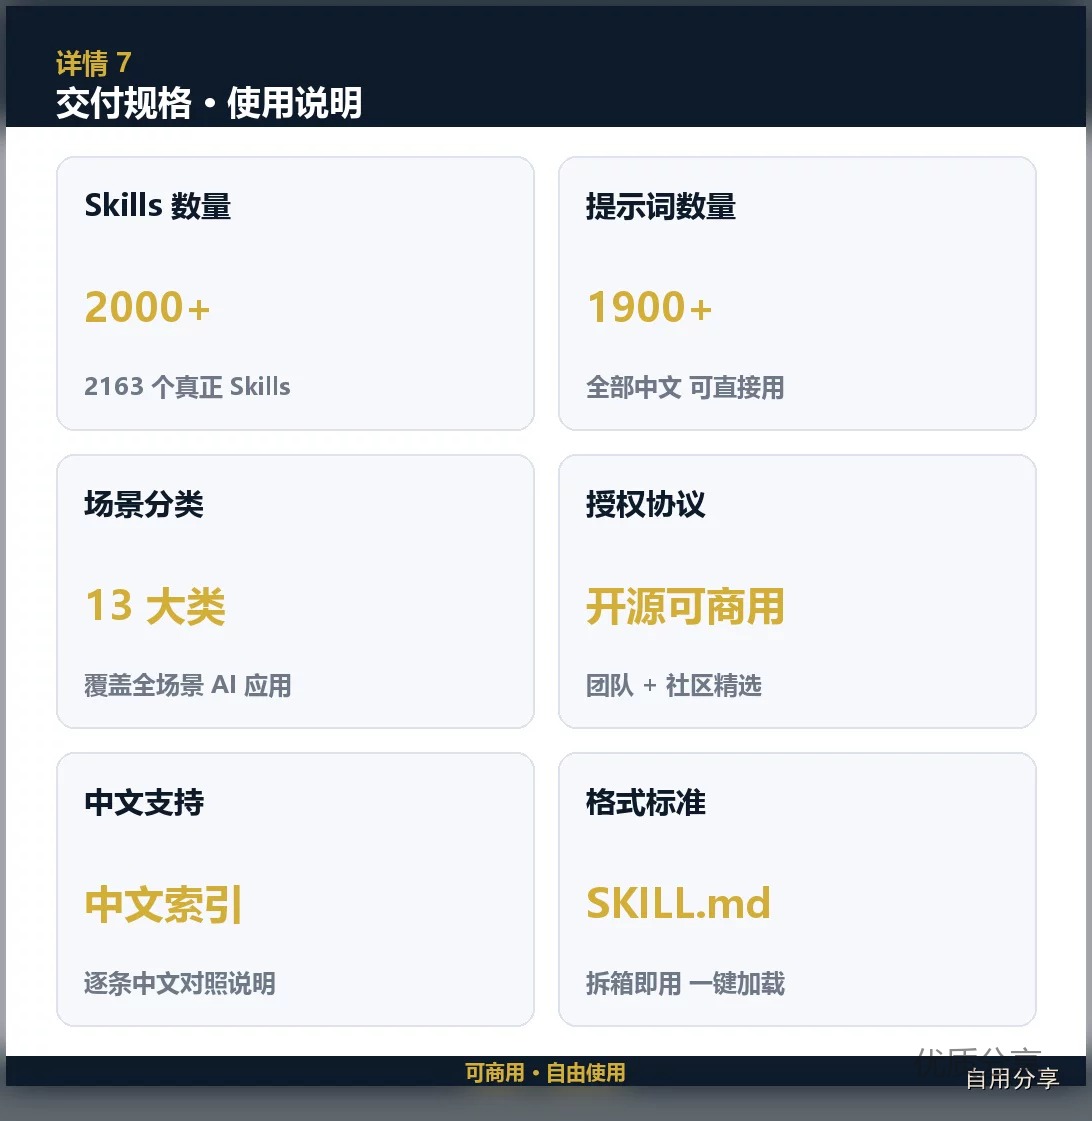 详情 7
交付规格·使用说明
Skills 数量
2000+
2163 个真正 Skills
提示词数量
1900+
全部中文 可直接用
场景分类
13 大类
覆盖全场景 AI 应用
授权协议
开源可商用
团队 + 社区精选
中文支持
中文索引
逐条中文对照说明
格式标准
SKILL.md
拆箱即用 一键加载
可商用·自由使用
优质分享
自用分享